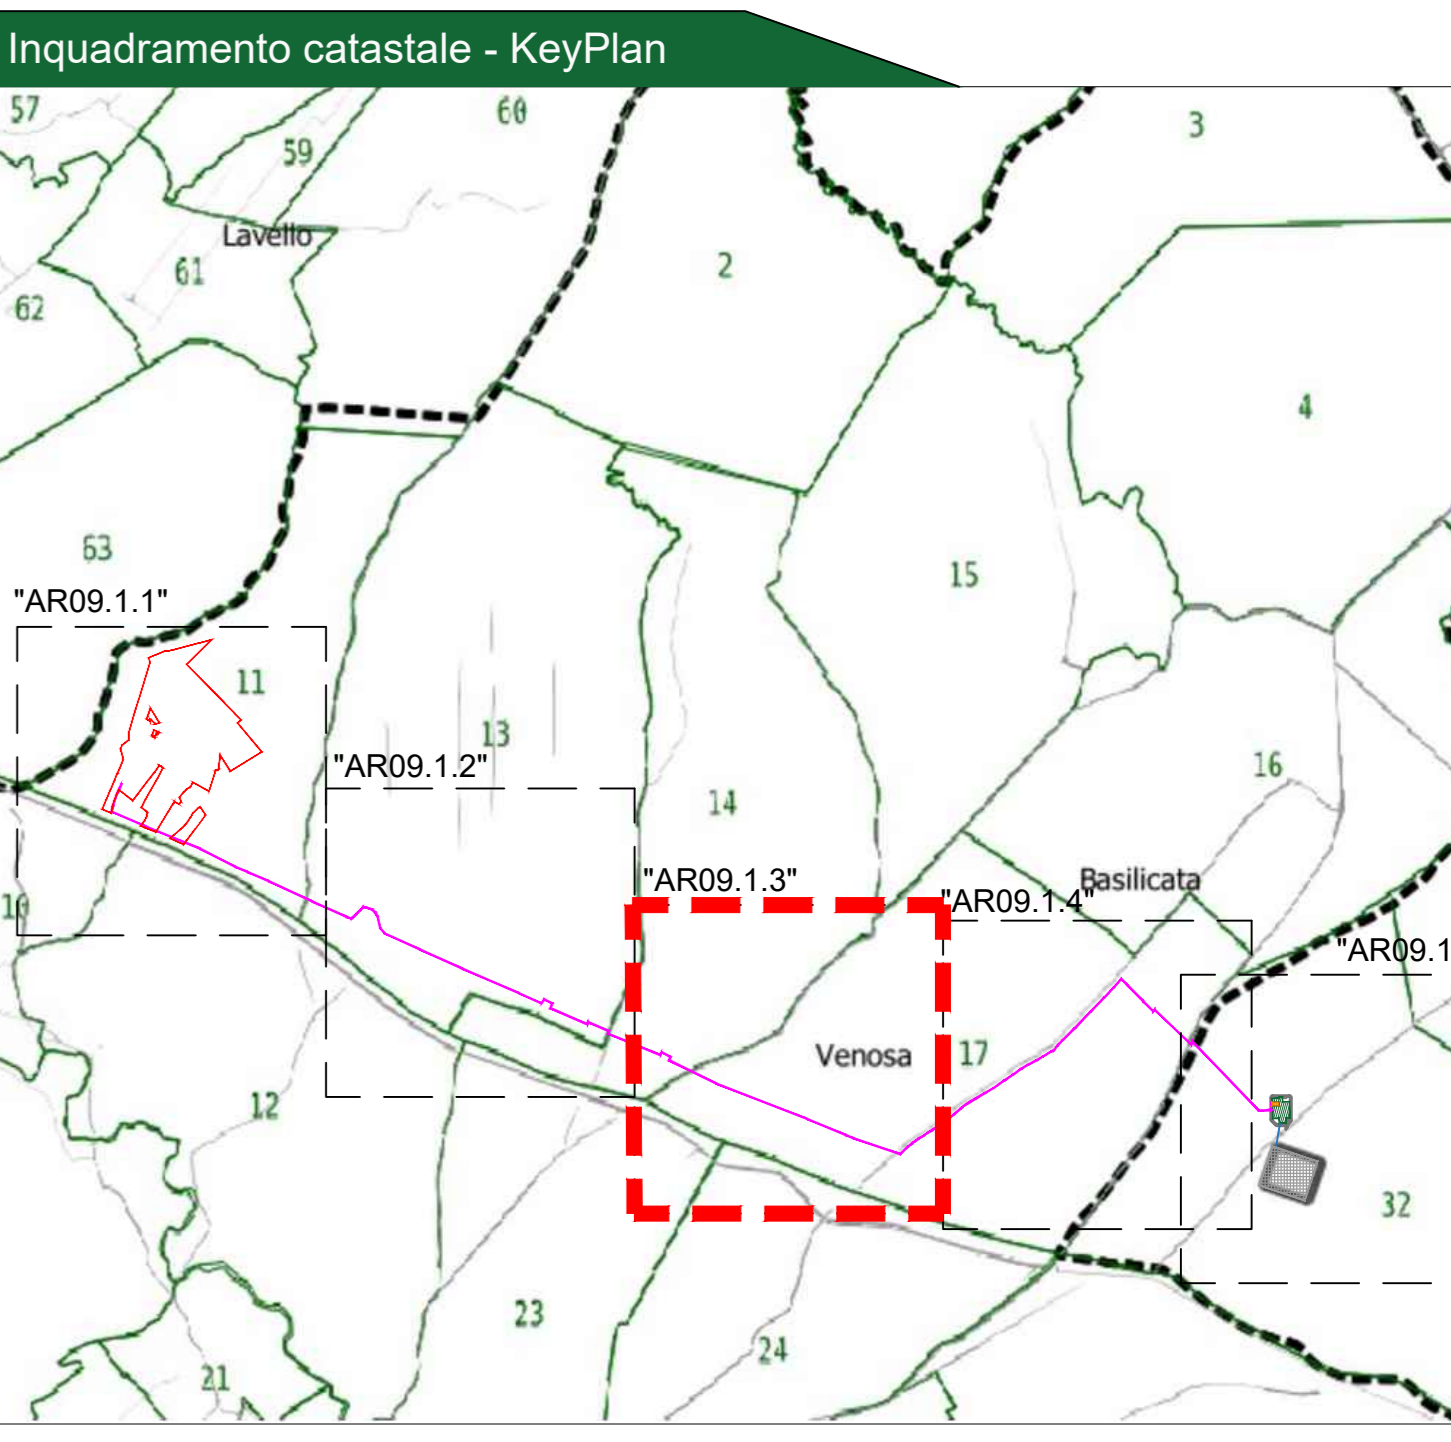 Inquadramento catastale - KeyPlan
57
60
59
3
Lavello
2
61
62
4
63
15
"AR09.1.1"
11
13
"AR09.1.2"
16
14
"AR09.1.3"
Basilicata
"AR09.1.4"
10
"AR09.1
Venosa
17
12
32
23
24
21